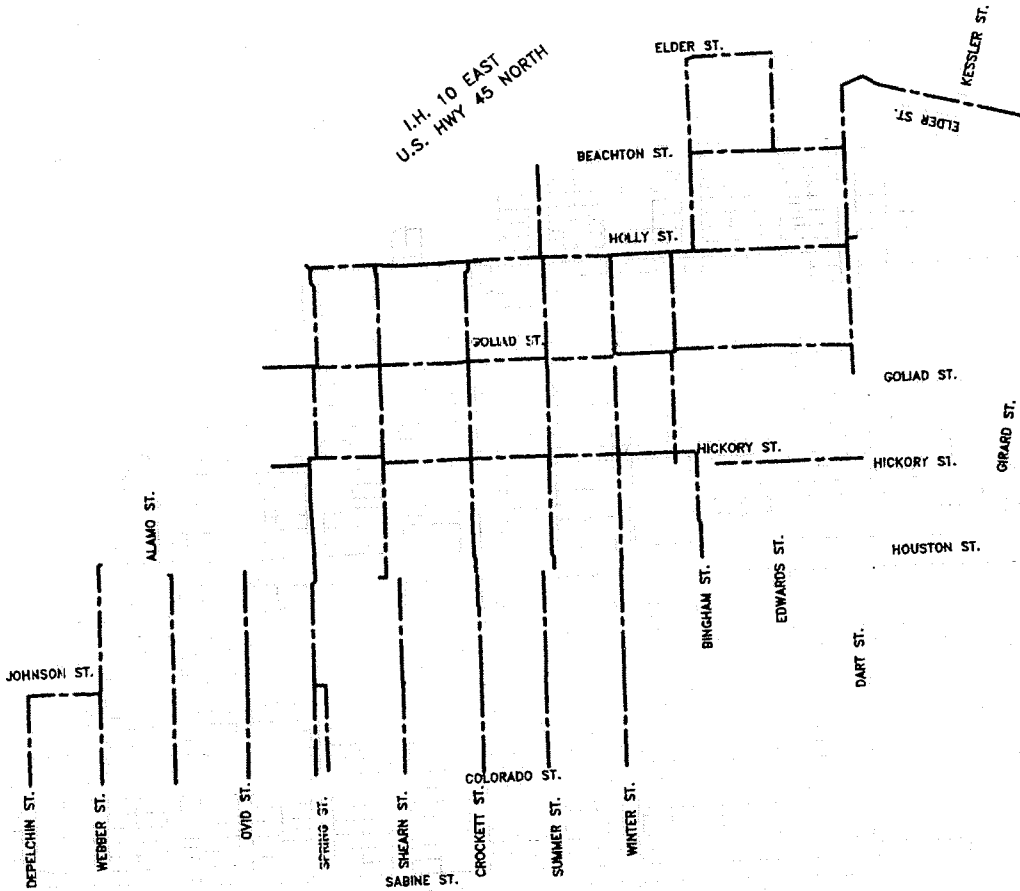 KESSLER ST.
ELDER ST.
I.H. 10 EAST
U.S. HWY 45 NORTH
ELDER ST.
BEACHTON ST.
HOLLY ST.
GOLIAD ST.
GOLIAD ST.
GIRARD ST.
HICKORY ST.
HICKORY ST.
ALAMO ST.
HOUSTON ST.
EDWARDS ST.
BINGHAM ST.
DART ST.
JOHNSON ST.
COLORADO ST.
DEPELCHIN ST.
WEBBER ST.
OVID ST.
SPRING ST.
SHEARN ST.
CROCKETT ST.
SUMMER ST.
WINTER ST.
SABINE ST.